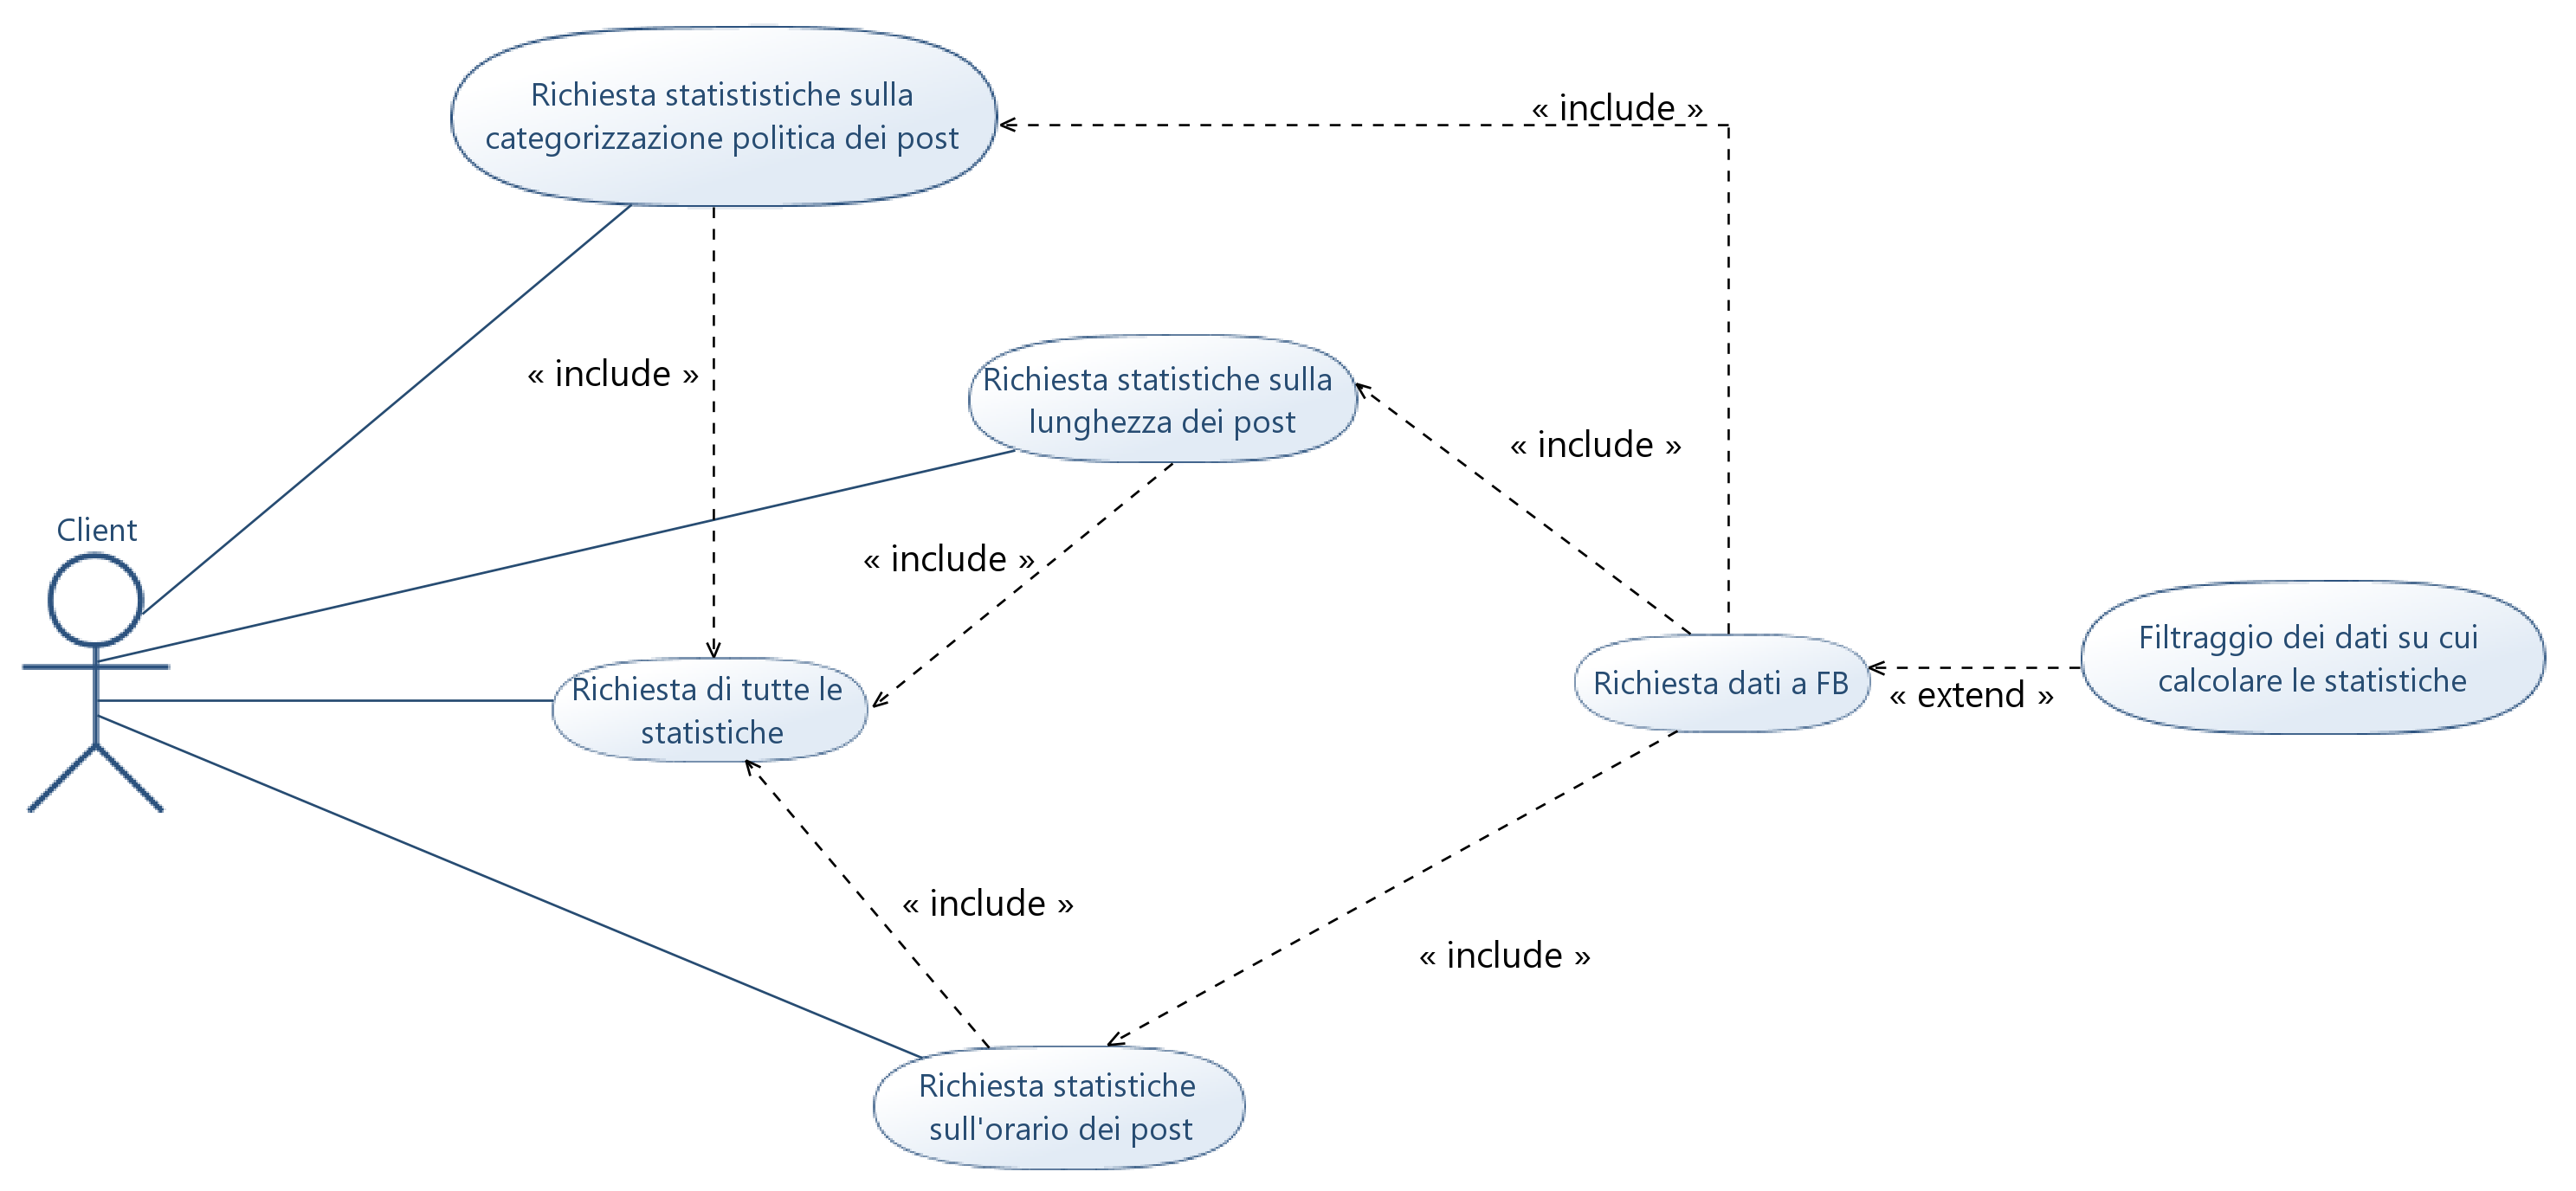 Richiesta statististiche sulla
categorizzazione politica dei post
« include »
« include »
Richiesta statistiche sulla
lunghezza dei post
« include »
Client
« include »
Richiesta di tutte le
statistiche
Richiesta dati a FB
« extend »
Filtraggio dei dati su cui
calcolare le statistiche
« include »
« include »
Richiesta statistiche
sull'orario dei post